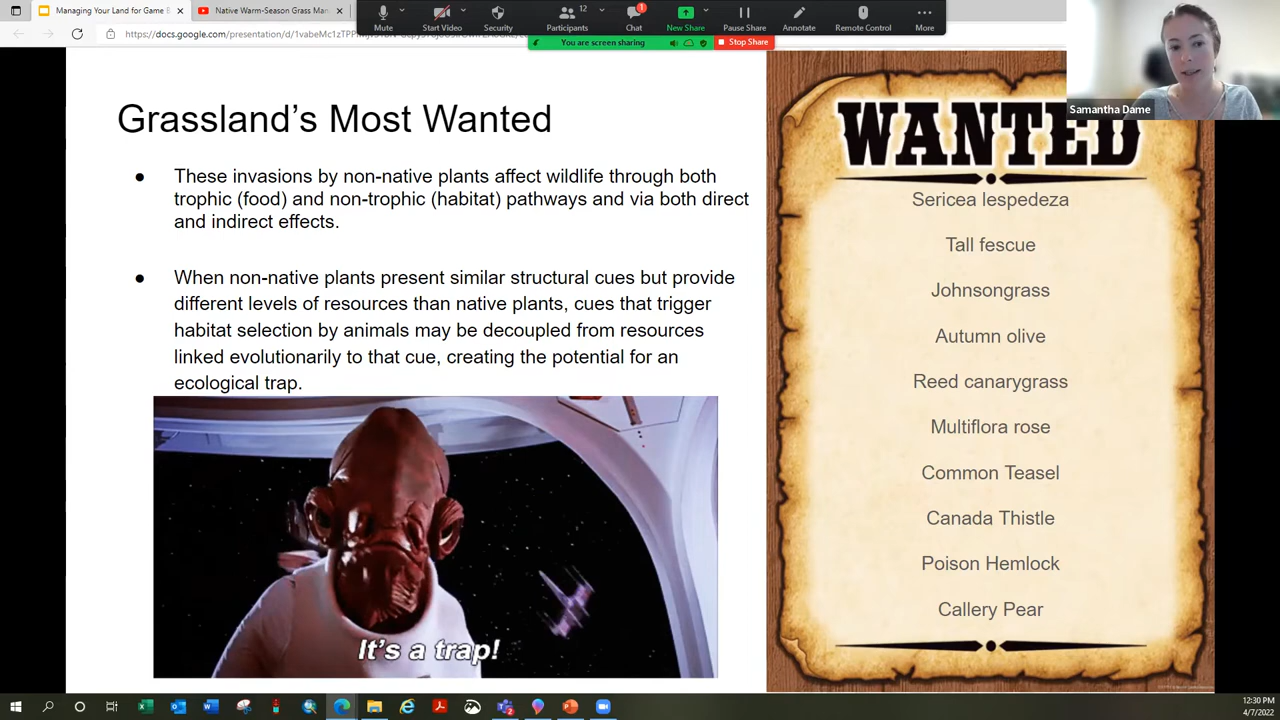 Managing Your Land for Game B
Native Warm-Season Grass Man
Mute
Start Video
Security
12
Participants
1
Chat
New Share
Pause Share
Annotate
Remote Control
More
You are screen sharing
Stop Share
Samantha Dame
Grassland’s Most Wanted
● These invasions by non-native plants affect wildlife through both
trophic (food) and non-trophic (habitat) pathways and via both direct
and indirect effects.
● When non-native plants present similar structural cues but provide
different levels of resources than native plants, cues that trigger
habitat selection by animals may be decoupled from resources
linked evolutionarily to that cue, creating the potential for an
ecological trap.
It's a trap!
WANTED
Sericea lespedeza
Tall fescue
Johnsongrass
Autumn olive
Reed canarygrass
Multiflora rose
Common Teasel
Canada Thistle
Poison Hemlock
Callery Pear
12:30 PM
4/7/2022